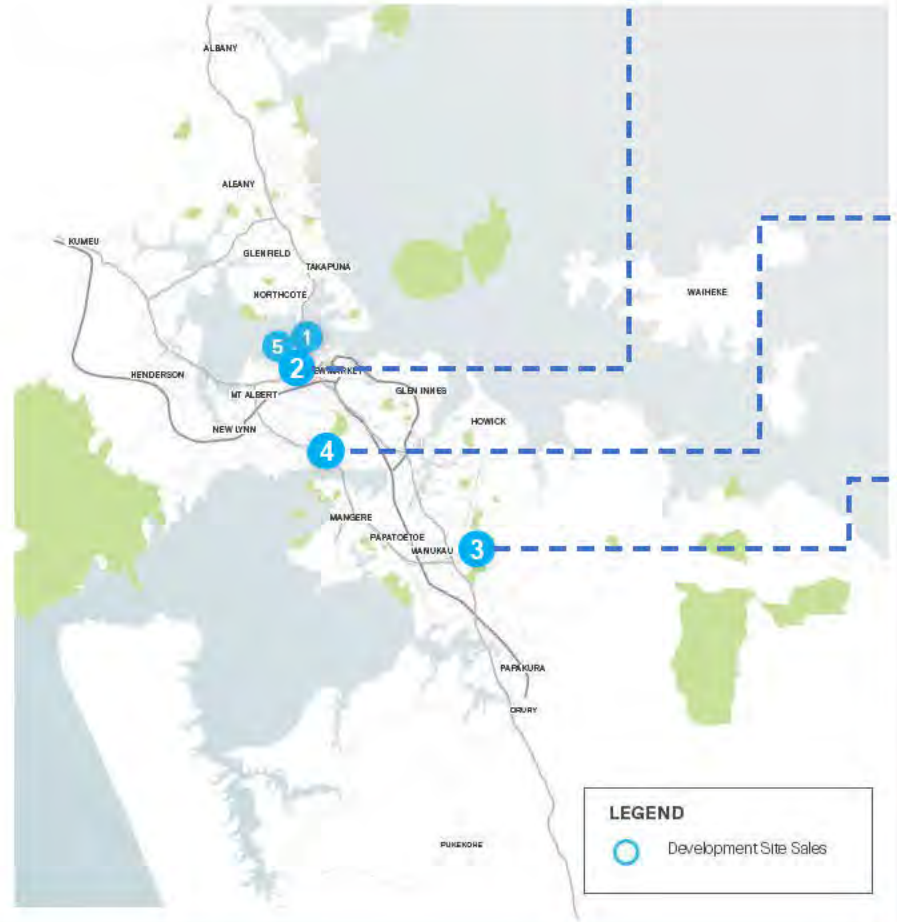 ALBANY
ALBANY
KUMEU
GLENFIELD
TAKAPUNA
NORTHCOTE
WAIHEKE
1
5
2
EWMARKET
HENDERSON
GLEN INNES
MT ALBERT
HOWICK
NEW LYNN
4
MANGERE
PAPATOETOE
MANUKAU
3
PAPAKURA
DRURY
PUKEKOHE
LEGEND
Development Site Sales